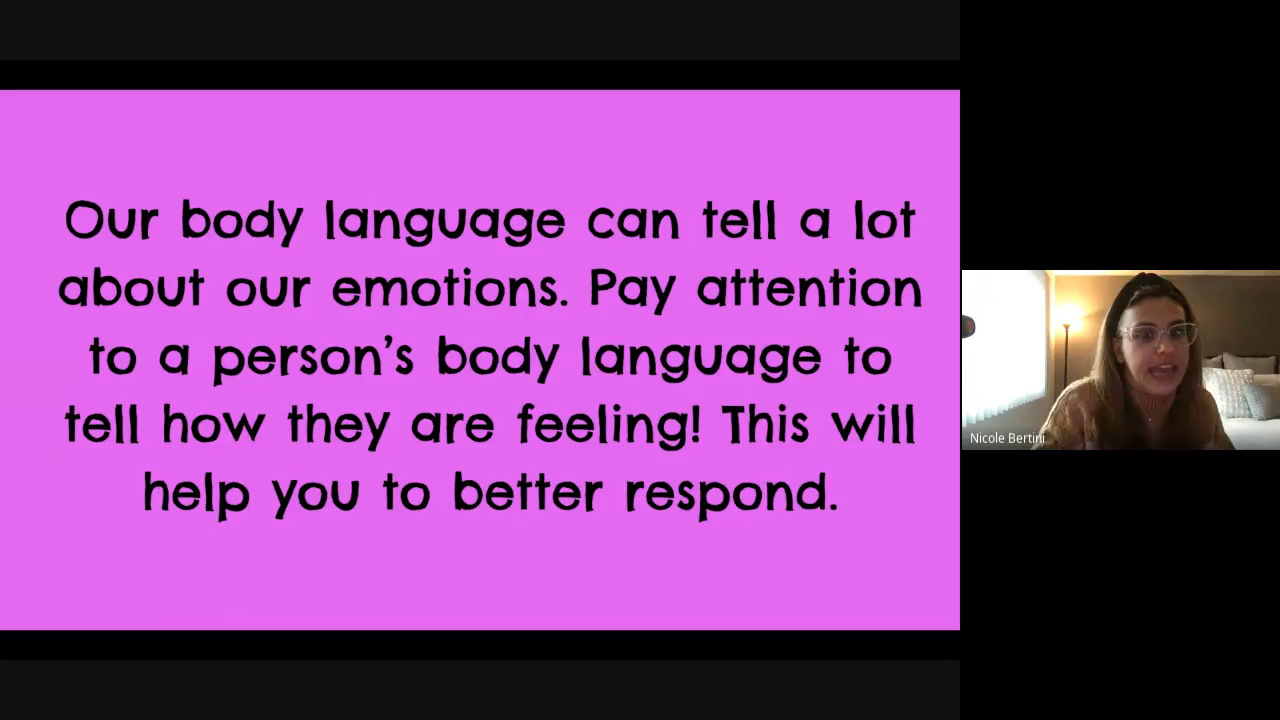 Our body language can tell a lot
about our emotions. Pay attention
to a person's body language to
tell how they are feeling! This will
help you to better respond.
Nicole Bertini